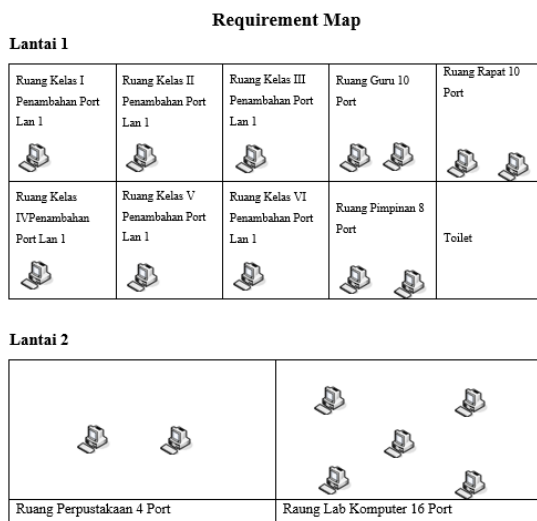 Requirement Map
Lantai 1
Ruang Kelas I
Penambahan Port
Lan 1
Ruang Kelas II
Penambahan Port
Lan 1
Ruang Kelas III
Penambahan Port
Lan 1
Ruang Guru 10
Port
Ruang Rapat 10
Port
Ruang Kelas
IVPenambahan
Port Lan 1
Ruang Kelas V
Penambahan Port
Lan 1
Ruang Kelas VI
Penambahan Port
Lan 1
Ruang Pimpinan 8
Port
Toilet
Lantai 2
Ruang Perpustakaan 4 Port
Raung Lab Komputer 16 Port